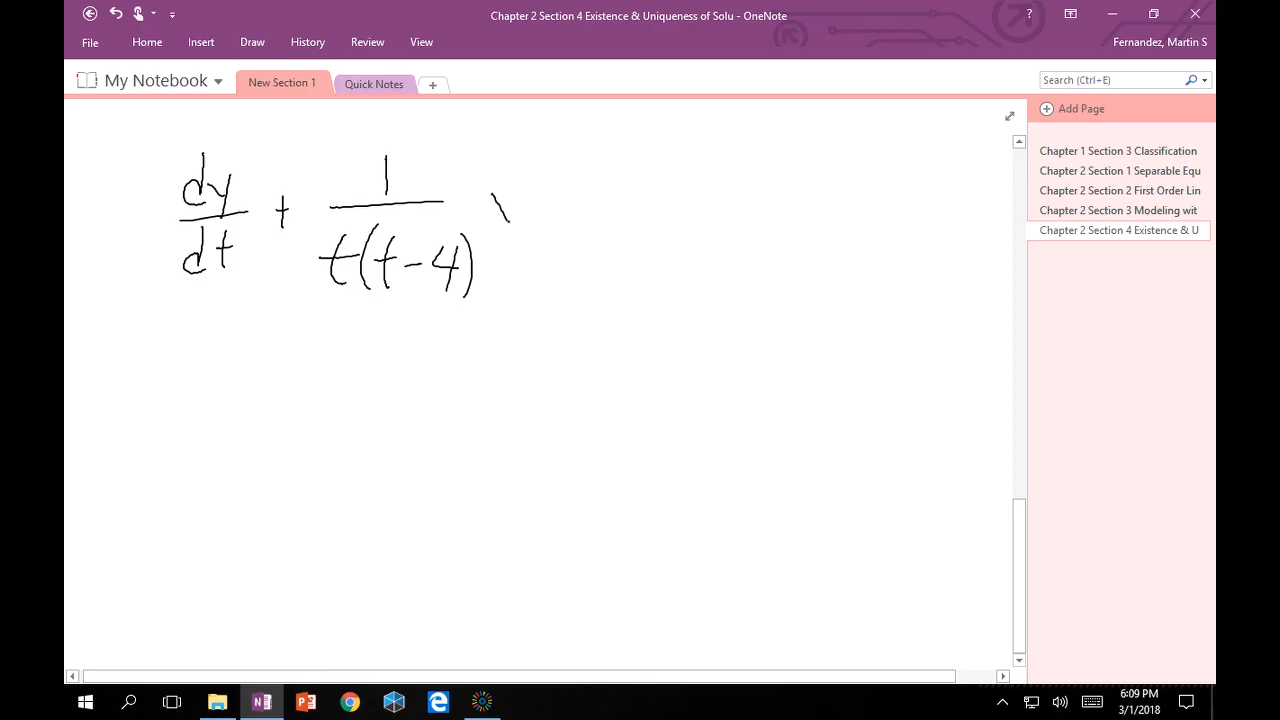 Chapter 2 Section 4 Existence & Uniqueness of Solu - OneNote
?
File Home Insert Draw History Review View
Fernandez, Martin S
My Notebook New Section 1 Quick Notes +
Search (Ctrl+E)
Add Page
Chapter 1 Section 3 Classification
Chapter 2 Section 1 Separable Equ
Chapter 2 Section 2 First Order Lin
Chapter 2 Section 3 Modeling wit
Chapter 2 Section 4 Existence & U
dy/dt + 1/t(t-4) \
6:09 PM
3/1/2018